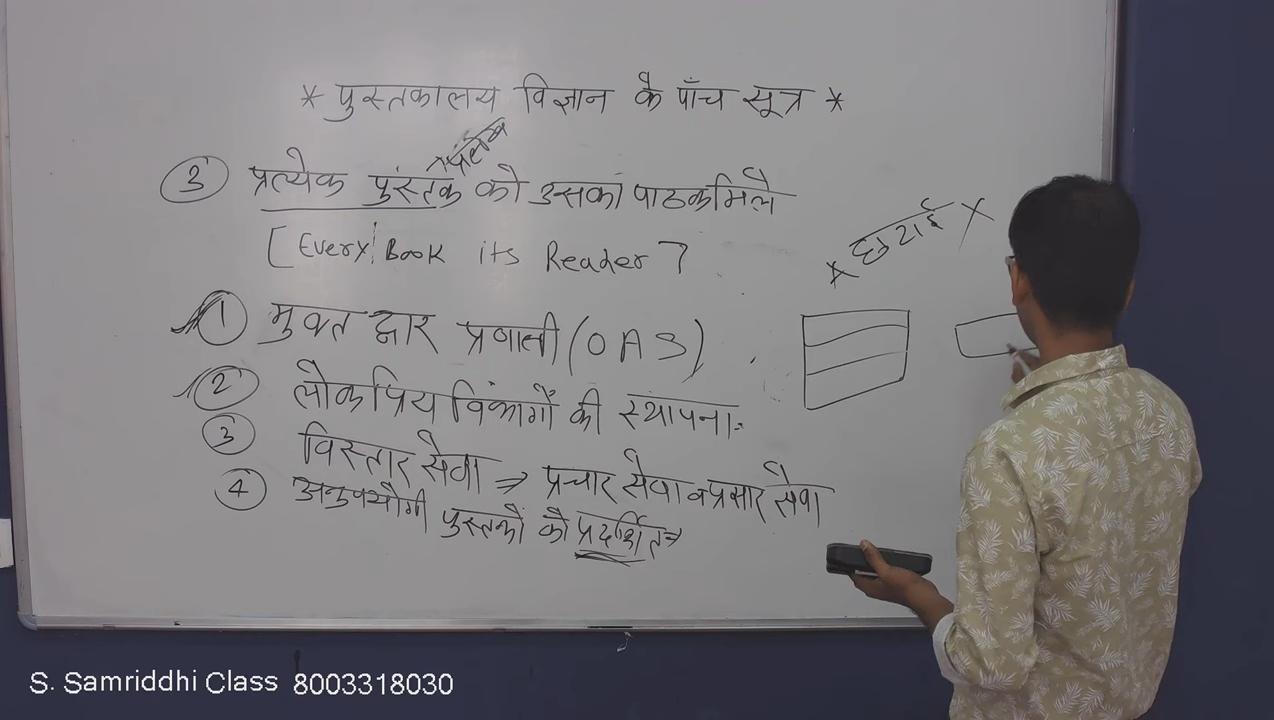 * पुस्तकालय विज्ञान के पाँच सूत्र *
3 प्रत्येक पुस्तक को उसका पाठक मिले
[Every Book its Reader]
1 मुक्त द्वार प्रणाली (OAS)
2 लोकप्रिय विभागों की स्थापना:
3 विस्तार सेवा ⇒ प्रचार सेवा व प्रसार सेवा
4 अनुपयोगी पुस्तकों को प्रदर्शित ⇒
* छटाई X
S. Samriddhi Class 8003318030